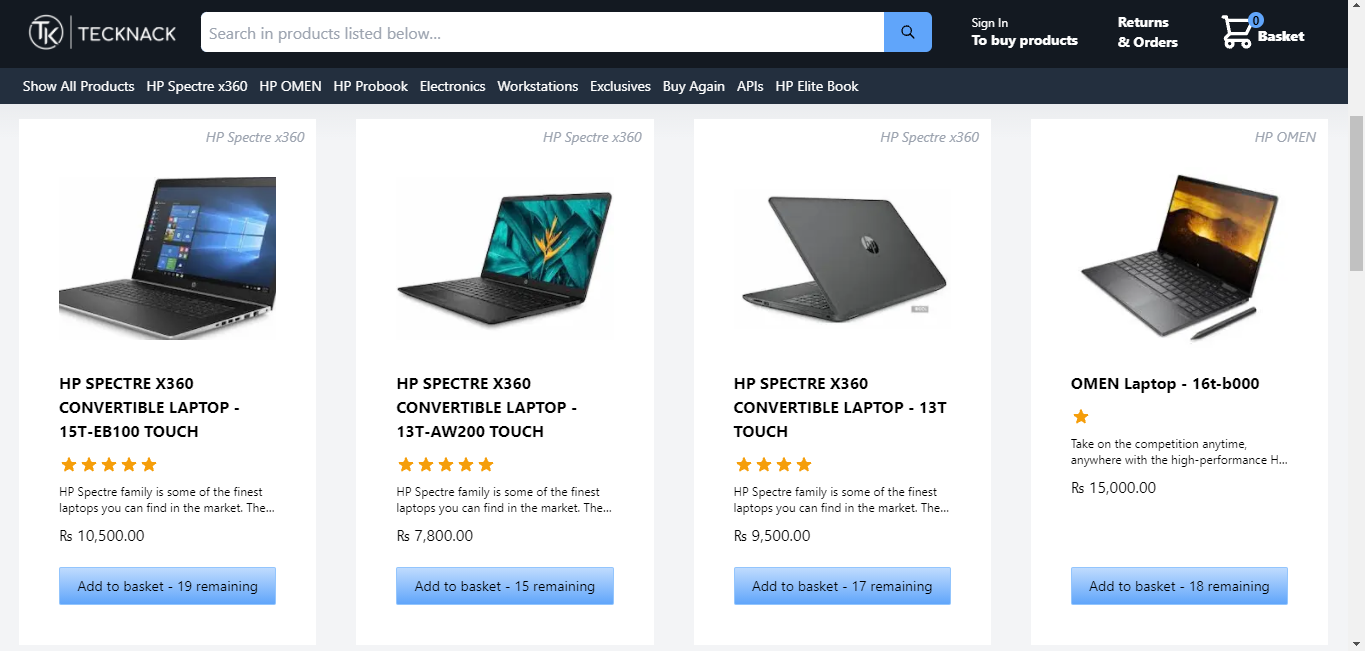 TK TECKNACK
Search in products listed below...
Sign In
To buy products
Returns
& Orders
0
Basket
Show All Products HP Spectre x360 HP OMEN HP Probook Electronics Workstations Exclusives Buy Again APIs HP Elite Book
HP Spectre x360
HP SPECTRE X360
CONVERTIBLE LAPTOP -
15T-EB100 TOUCH
HP Spectre family is some of the finest
laptops you can find in the market. The...
₨ 10,500.00
Add to basket - 19 remaining
HP Spectre x360
HP SPECTRE X360
CONVERTIBLE LAPTOP -
13T-AW200 TOUCH
HP Spectre family is some of the finest
laptops you can find in the market. The...
₨ 7,800.00
Add to basket - 15 remaining
HP Spectre x360
hp
HP SPECTRE X360
CONVERTIBLE LAPTOP - 13T
TOUCH
HP Spectre family is some of the finest
laptops you can find in the market. The...
₨ 9,500.00
Add to basket - 17 remaining
HP OMEN
OMEN Laptop - 16t-b000
Take on the competition anytime,
anywhere with the high-performance H...
₨ 15,000.00
Add to basket - 18 remaining